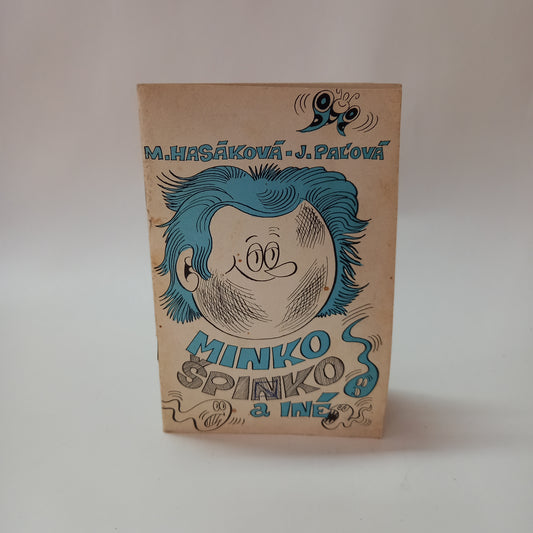 M. HASÁKOVÁ - J. PAĽOVÁ
MINKO
ŠPINKO
a INÉ